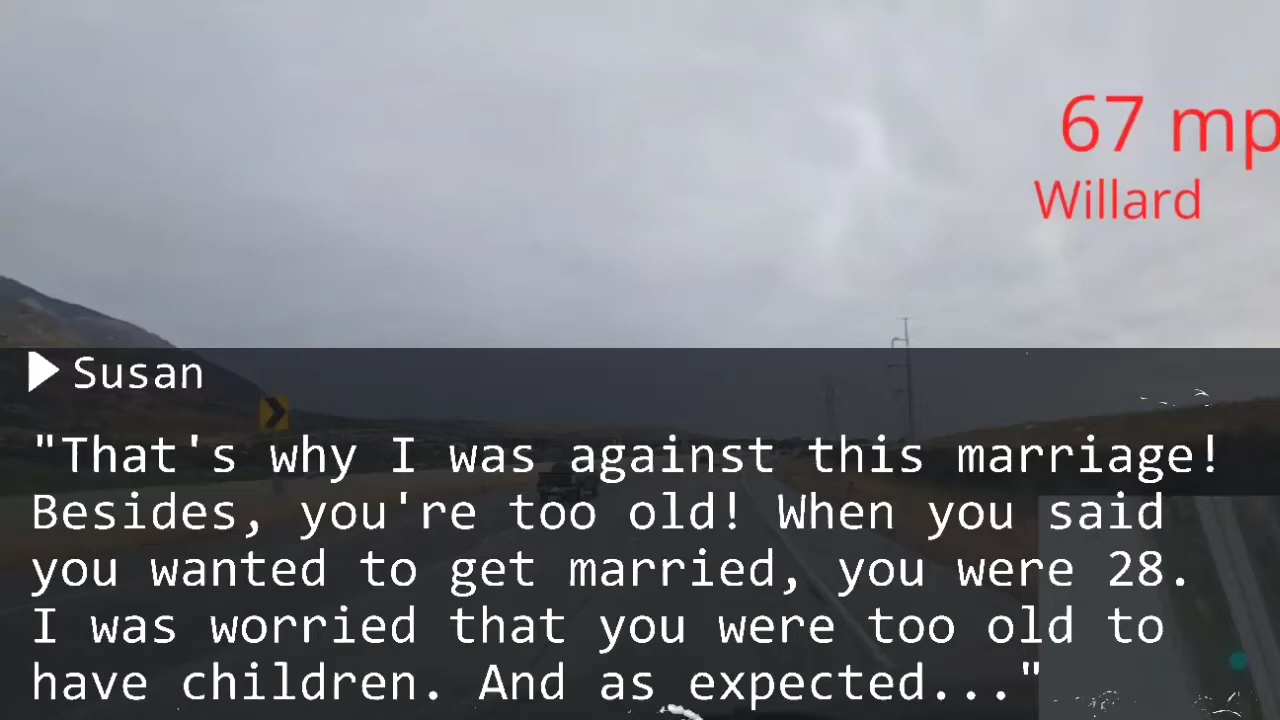 67 mp
Willard
Susan
"That's why I was against this marriage!
Besides, you're too old! When you said
you wanted to get married, you were 28.
I was worried that you were too old to
have children. And as expected..."